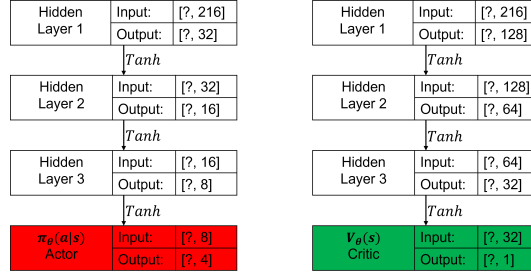 Hidden Layer 1
Input: [?, 216]
Output: [?, 32]
Tanh
Hidden Layer 2
Input: [?, 32]
Output: [?, 16]
Tanh
Hidden Layer 3
Input: [?, 16]
Output: [?, 8]
Tanh
π_θ(a|s)
Actor
Input: [?, 8]
Output: [?, 4]
Hidden Layer 1
Input: [?, 216]
Output: [?, 128]
Tanh
Hidden Layer 2
Input: [?, 128]
Output: [?, 64]
Tanh
Hidden Layer 3
Input: [?, 64]
Output: [?, 32]
Tanh
V_θ(s)
Critic
Input: [?, 32]
Output: [?, 1]